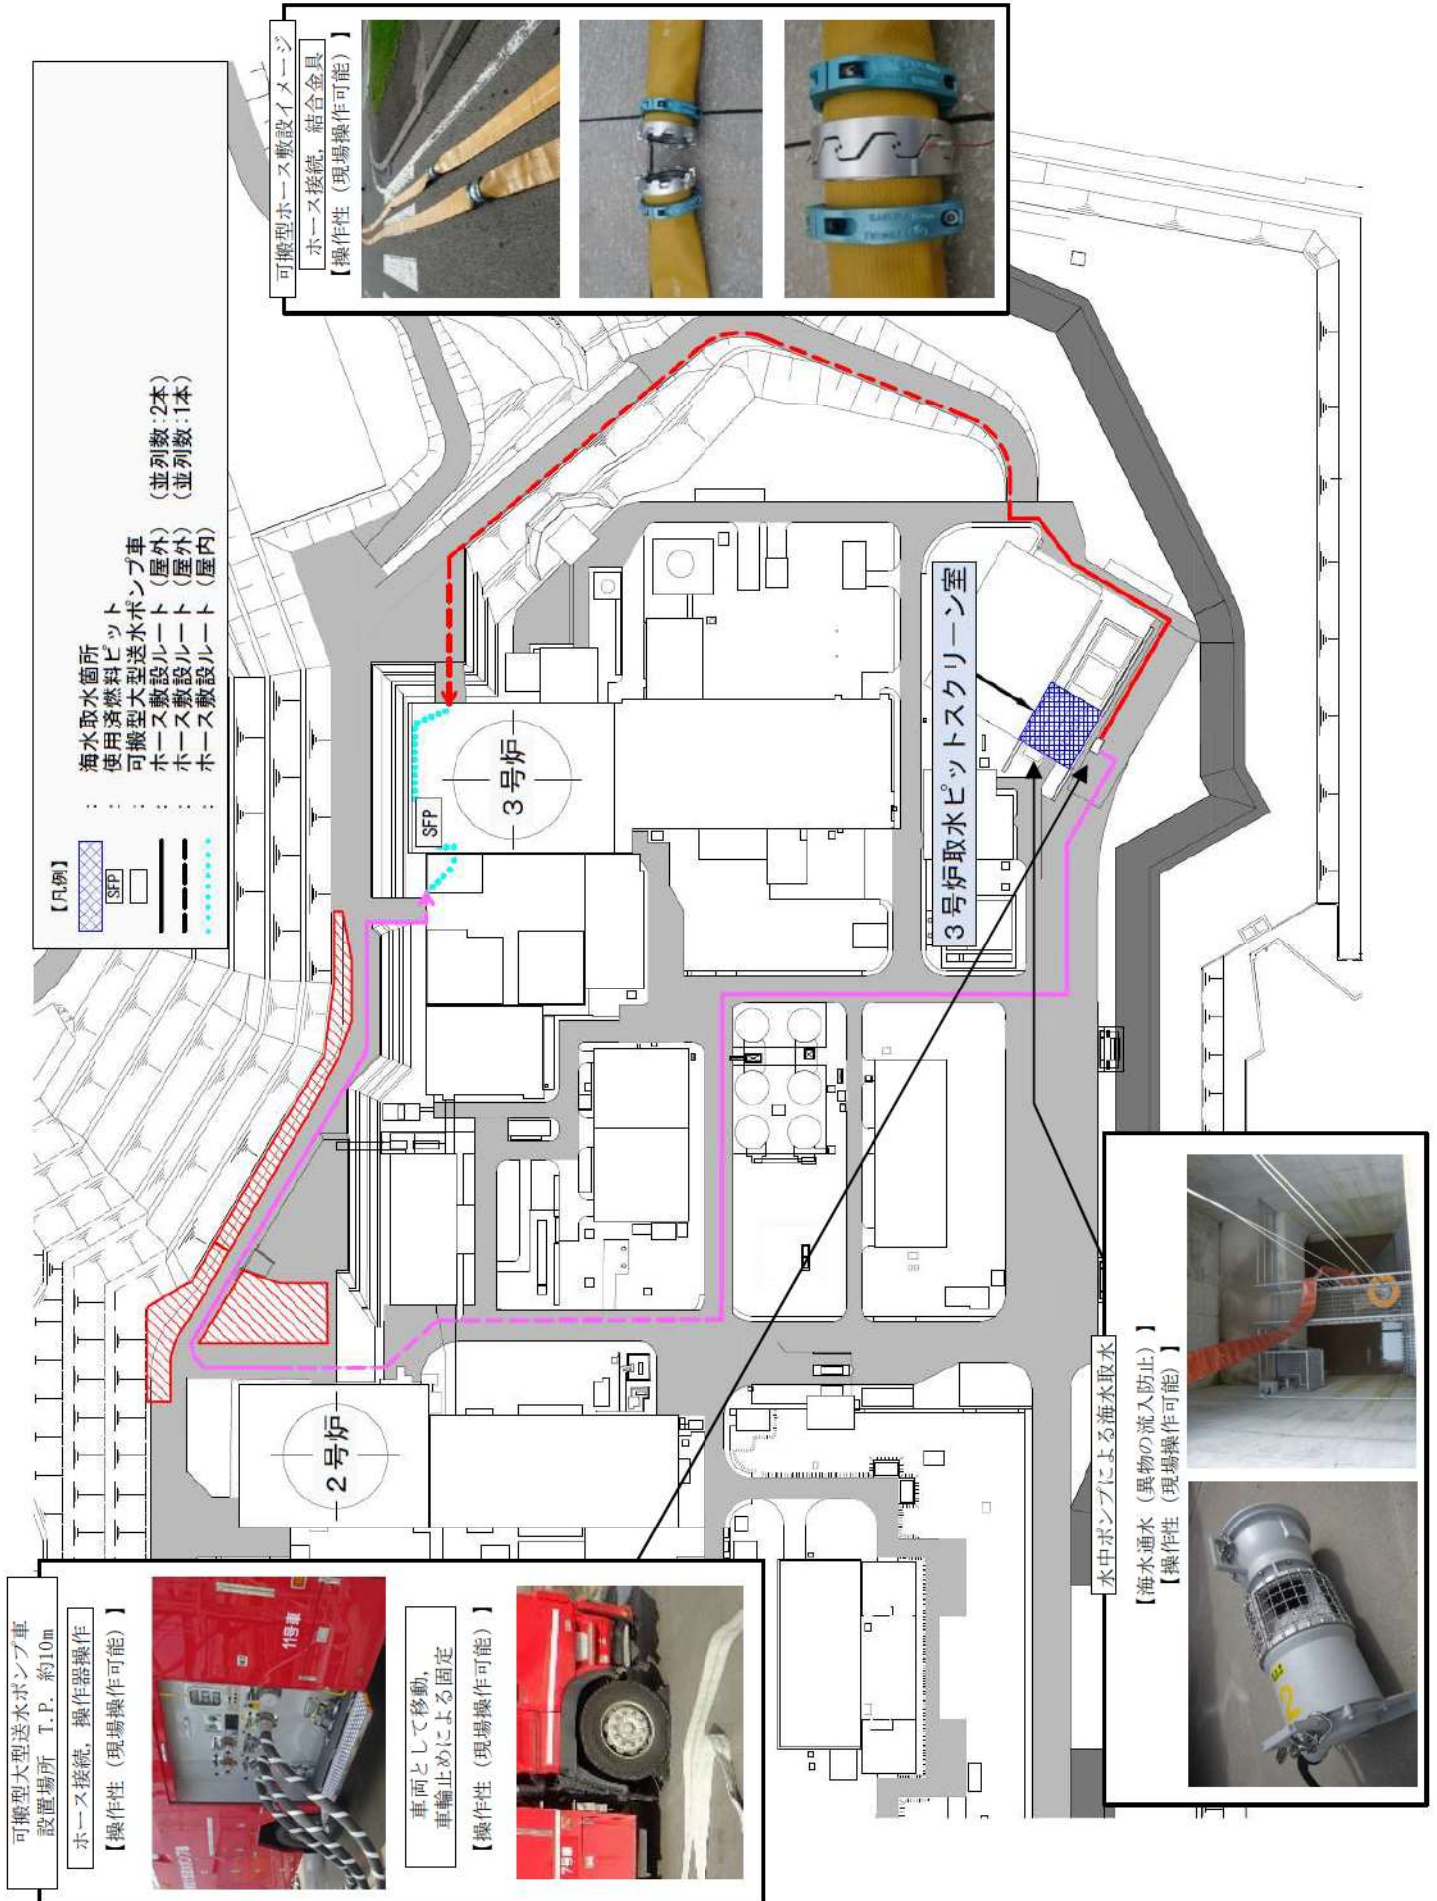 【凡例】
： 海水取水箇所
SFP ： 使用済燃料ピット
： 可搬型大型送水ポンプ車
： ホース敷設ルート（屋外）（並列数：2本）
： ホース敷設ルート（屋外）（並列数：1本）
： ホース敷設ルート（屋内）
可搬型ホース敷設イメージ
ホース接続，結合金具
【操作性（現場操作可能）】
SFP
3号炉
2号炉
3号炉取水ピットスクリーン室
可搬型大型送水ポンプ車
設置場所 T.P. 約10m
ホース接続，操作器操作
【操作性（現場操作可能）】
11号車
車両として移動，
車輪止めによる固定
【操作性（現場操作可能）】
水中ポンプによる海水取水
【海水通水（異物の流入防止）】
【操作性（現場操作可能）】
2